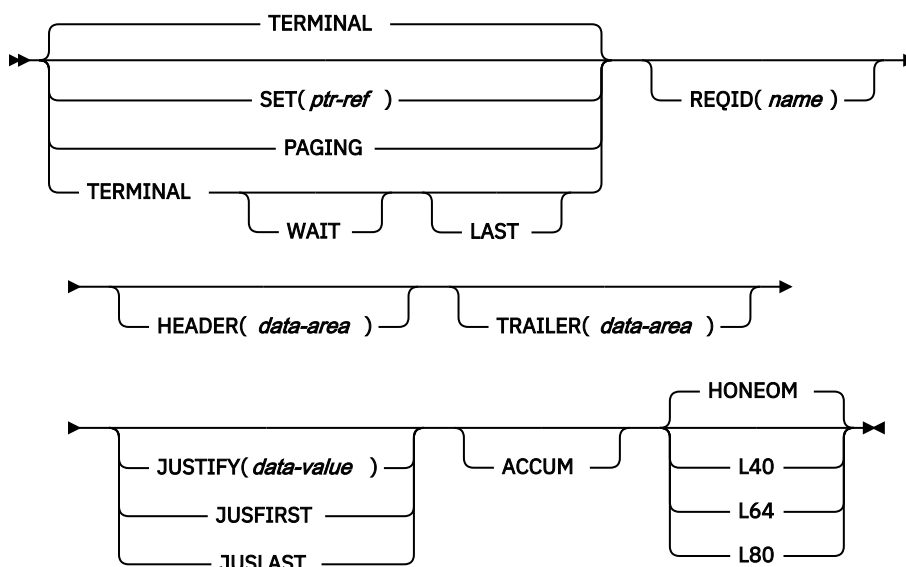 TERMINAL
SET( ptr-ref )
REQID( name )
PAGING
TERMINAL
WAIT
LAST
HEADER( data-area )
TRAILER( data-area )
HONEOM
JUSTIFY( data-value )
ACCUM
L40
JUSFIRST
L64
JUSLAST
L80